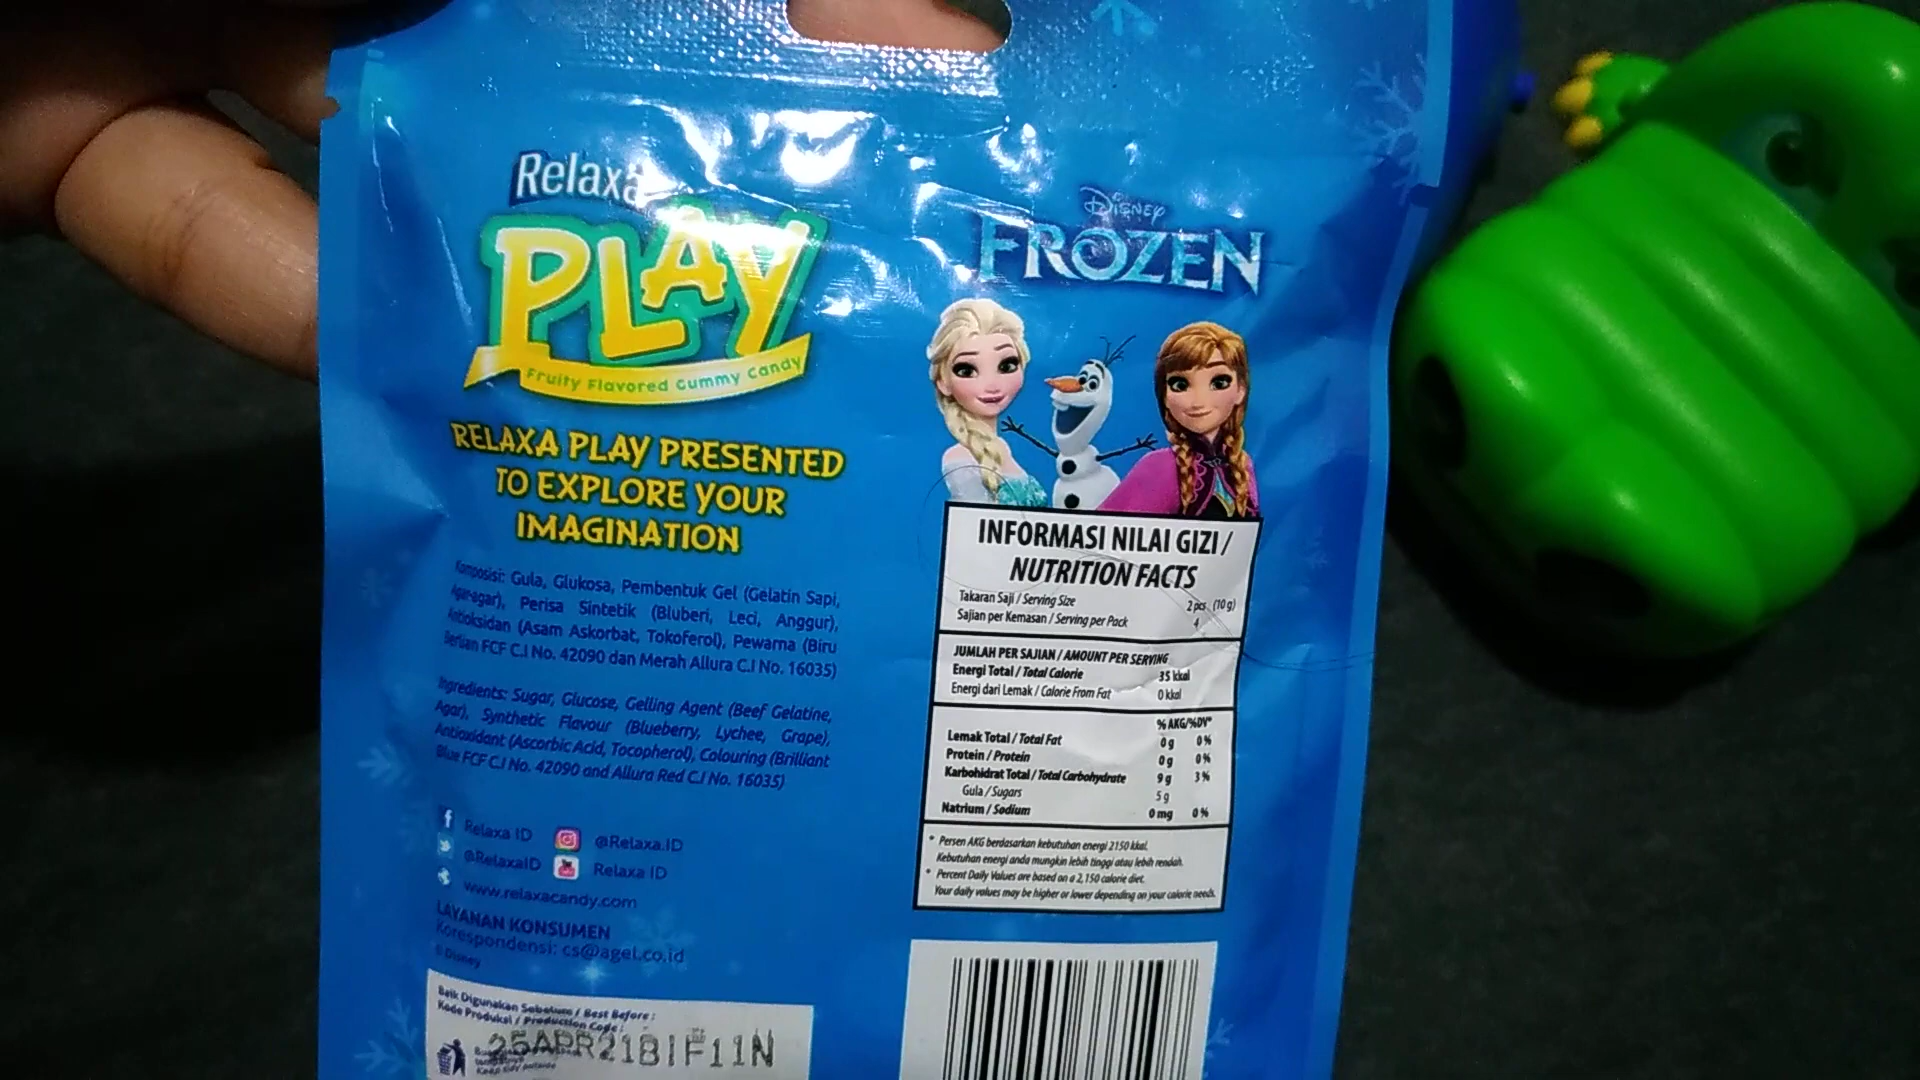 Relaxa
PLAY
Fruity Flavored Gummy Candy
RELAXA PLAY PRESENTED
TO EXPLORE YOUR
IMAGINATION
Komposisi: Gula, Glukosa, Pembentuk Gel (Gelatin Sapi,
Agar-agar), Perisa Sintetik (Bluberi, Leci, Anggur),
Antioksidan (Asam Askorbat, Tokoferol), Pewarna (Biru
Berlian FCF C.I No. 42090 dan Merah Allura C.I No. 16035)
Ingredients: Sugar, Glucose, Gelling Agent (Beef Gelatine,
Agar), Synthetic Flavour (Blueberry, Lychee, Grape),
Antioxidant (Ascorbic Acid, Tocopherol), Colouring (Brilliant
Blue FCF C.I No. 42090 and Allura Red C.I No. 16035)
Relaxa ID @Relaxa.ID
@RelaxaID Relaxa ID
www.relaxacandy.com
LAYANAN KONSUMEN
Korespondensi: cs@agel.co.id
© Disney
Baik Digunakan Sebelum / Best Before :
Kode Produksi / Production Code :
25APR21BIF11N
DISNEY
FROZEN
INFORMASI NILAI GIZI /
NUTRITION FACTS
Takaran Saji / Serving Size 2 pcs (10 g)
Sajian per Kemasan / Serving per Pack 4
JUMLAH PER SAJIAN / AMOUNT PER SERVING
Energi Total / Total Calorie 35 kkal
Energi dari Lemak / Calorie From Fat 0 kkal
% AKG/%DV*
Lemak Total / Total Fat 0 g 0 %
Protein / Protein 0 g 0 %
Karbohidrat Total / Total Carbohydrate 9 g 3 %
Gula / Sugars 5 g
Natrium / Sodium 0 mg 0 %
* Persen AKG berdasarkan kebutuhan energi 2150 kkal.
Kebutuhan energi anda mungkin lebih tinggi atau lebih rendah.
* Percent Daily Values are based on a 2,150 calorie diet.
Your daily values may be higher or lower depending on your calorie needs.